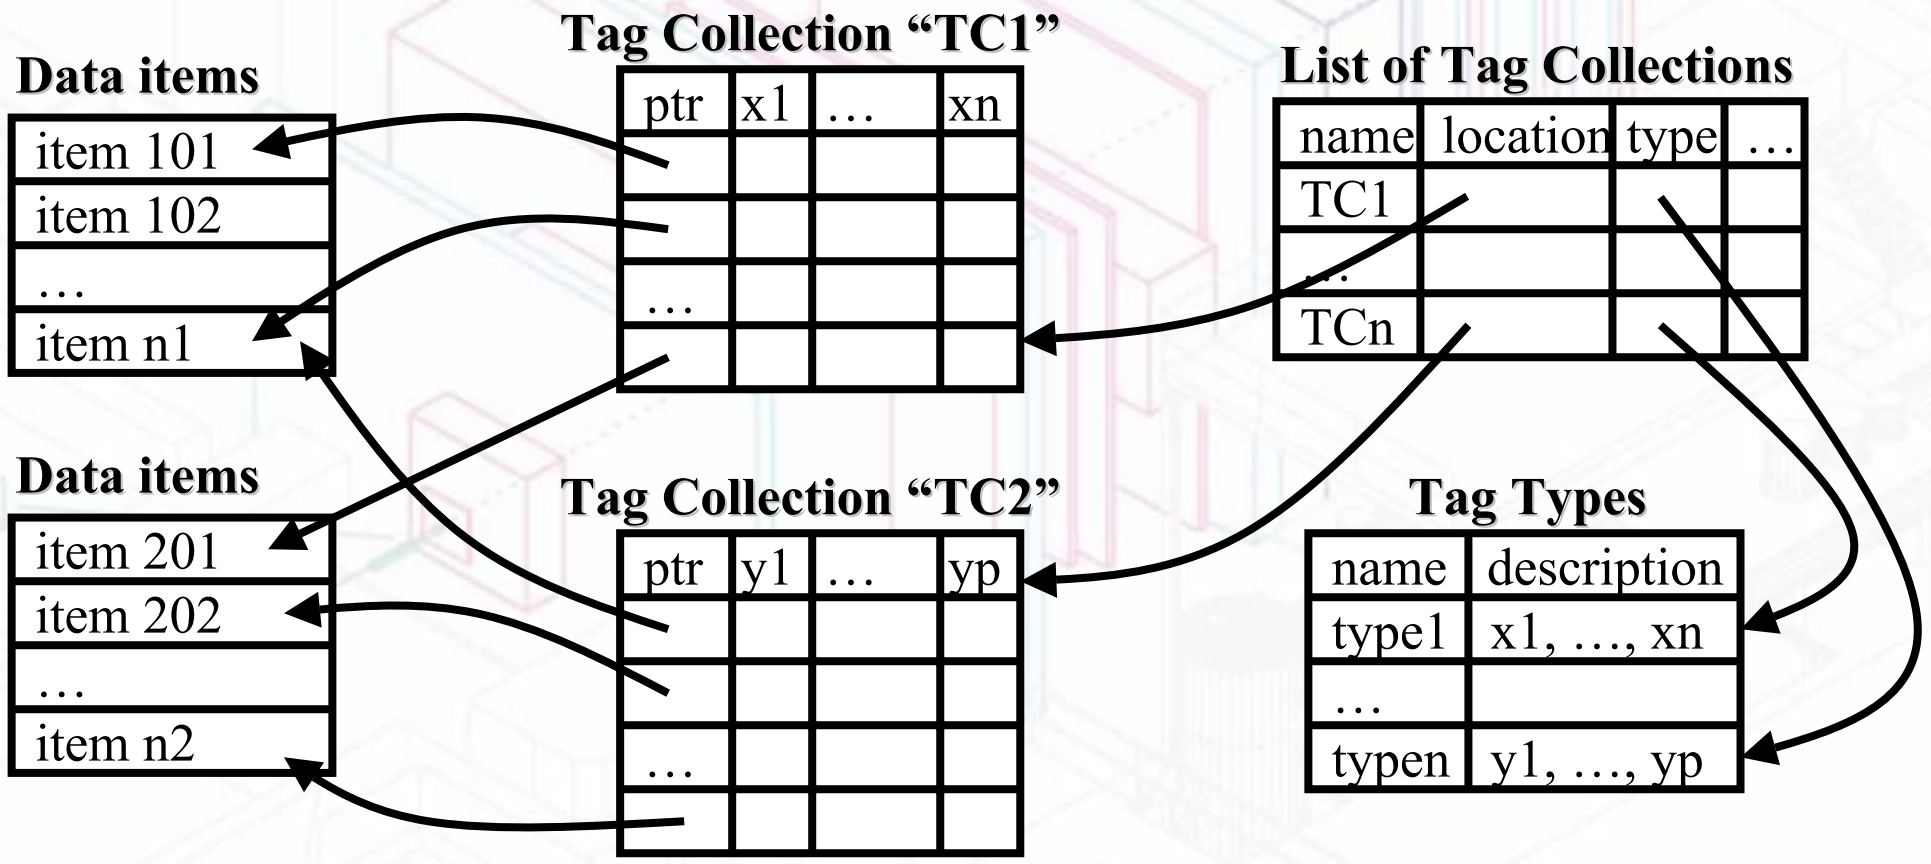 Data items
item 101
item 102
…
item n1
Data items
item 201
item 202
…
item n2
Tag Collection “TC1”
ptr x1 … xn
…
Tag Collection “TC2”
ptr y1 … yp
…
List of Tag Collections
name location type …
TC1
…
TCn
Tag Types
name description
type1 x1, …, xn
…
typen y1, …, yp